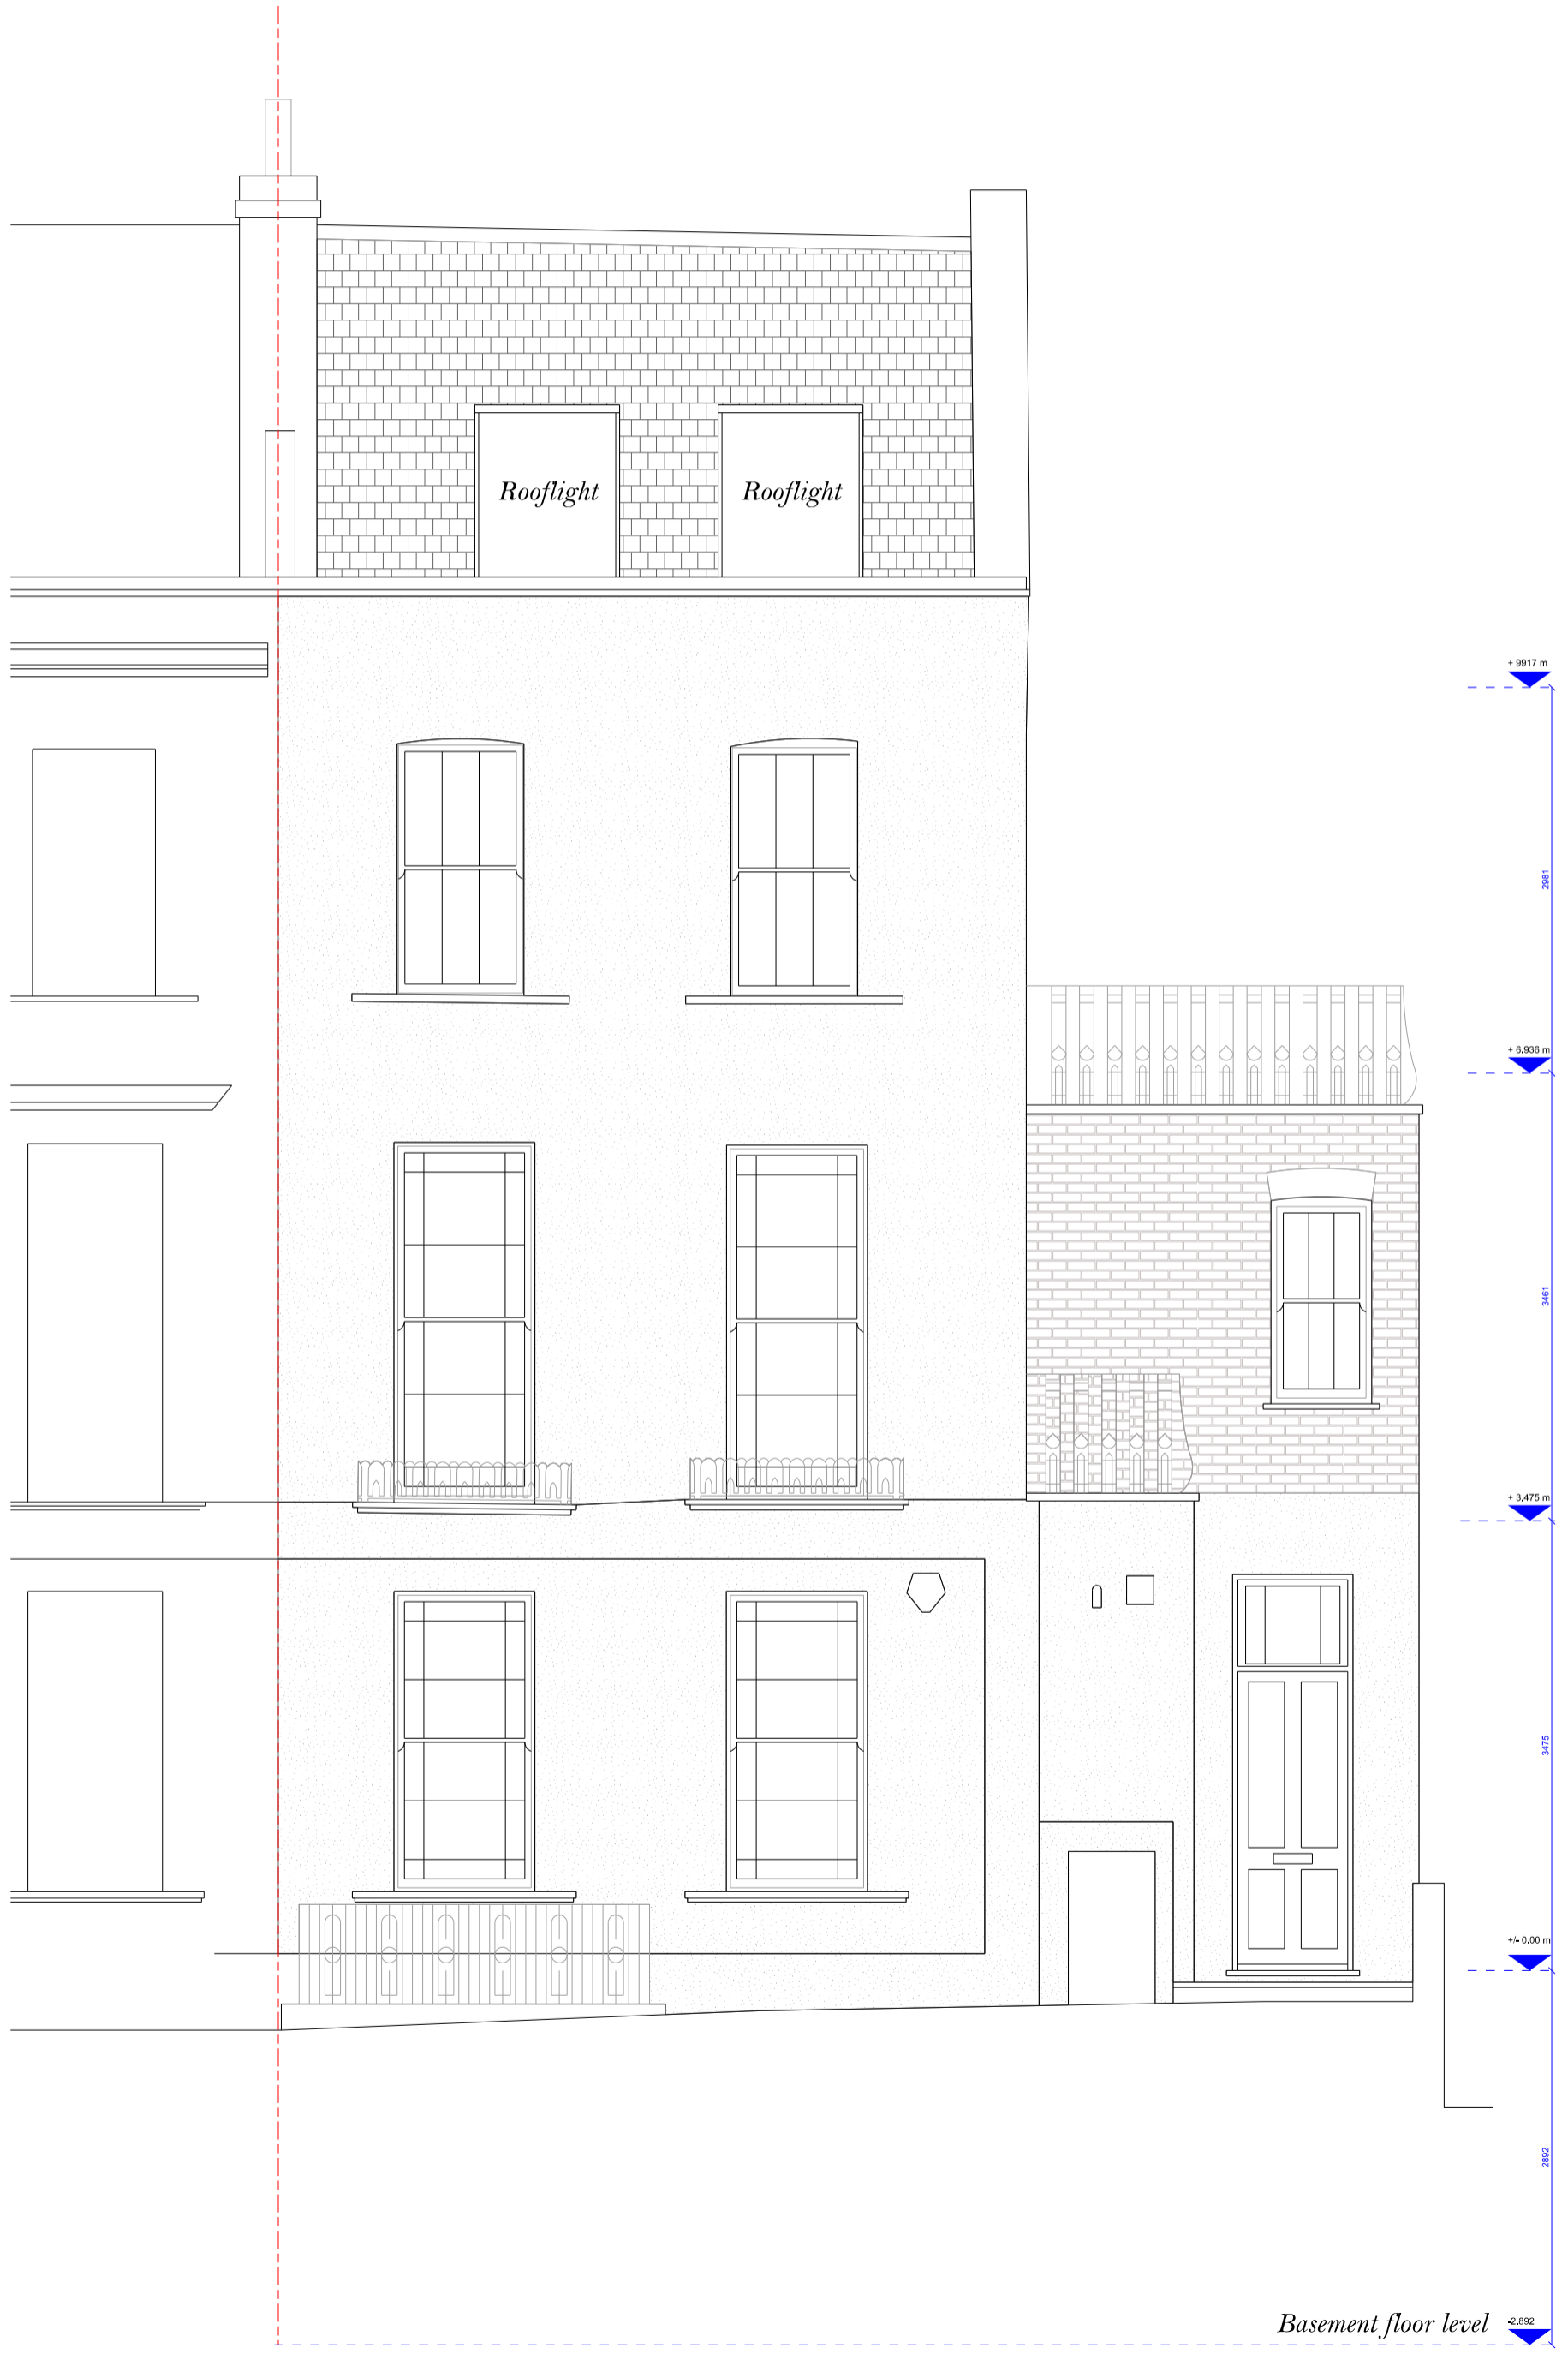 Rooflight
Rooflight
+ 9917 m
2981
+ 6.936 m
3461
+ 3,475 m
3475
+/- 0.00 m
2892
Basement floor level
-2.892